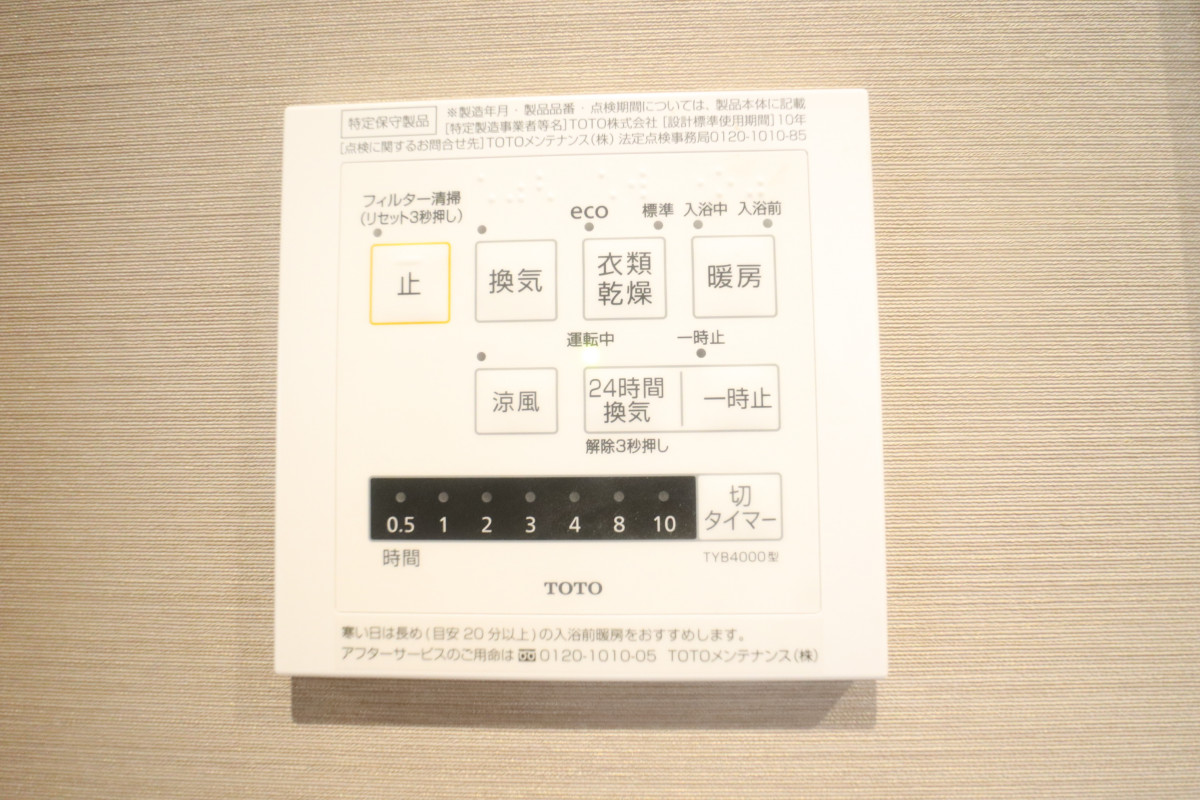 特定保守製品
※製造年月・製品品番・点検期間については、製品本体に記載
[特定製造事業者等名]TOTO株式会社 [設計標準使用期間]10年
[点検に関するお問合せ先]TOTOメンテナンス(株) 法定点検事務局0120-1010-85
フィルター清掃
(リセット3秒押し)
eco 標準 入浴中 入浴前
止 換気 衣類 暖房
乾燥
運転中 一時止
涼風 24時間 一時止
換気
解除3秒押し
0.5 1 2 3 4 8 10
切
タイマー
時間
TYB4000型
TOTO
寒い日は長め(目安20分以上)の入浴前暖房をおすすめします。
アフターサービスのご用命は 0120-1010-05 TOTOメンテナンス(株)